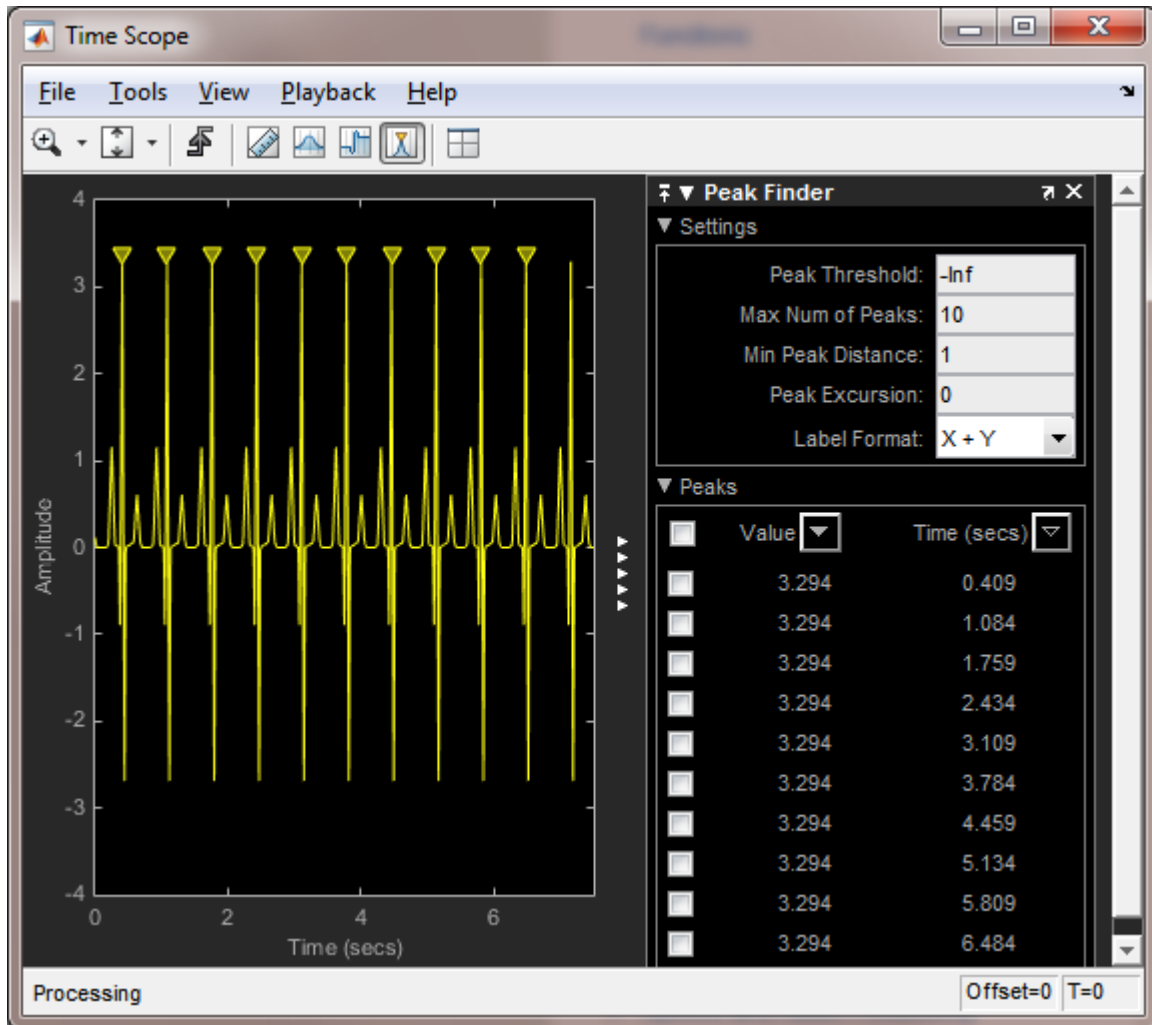 Time Scope
File Tools View Playback Help
Peak Finder
Settings
Peak Threshold: -Inf
Max Num of Peaks: 10
Min Peak Distance: 1
Peak Excursion: 0
Label Format: X + Y
Peaks
Value Time (secs)
3.294 0.409
3.294 1.084
3.294 1.759
3.294 2.434
3.294 3.109
3.294 3.784
3.294 4.459
3.294 5.134
3.294 5.809
3.294 6.484
4
3
2
1
0
-1
-2
-3
-4
Amplitude
0 2 4 6
Time (secs)
Processing
Offset=0 T=0